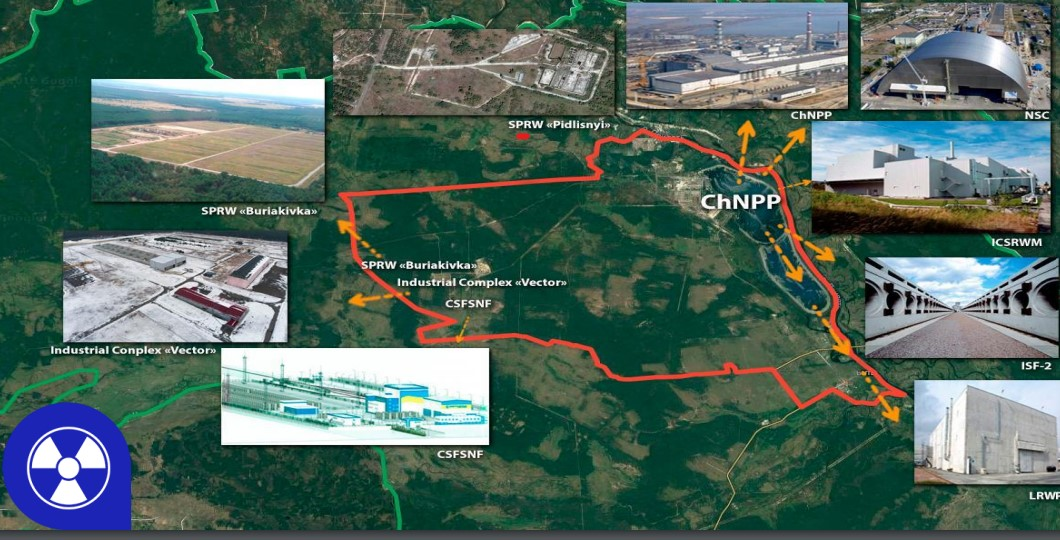 ChNPP
NSC
SPRW «Pidlisnyi»
SPRW «Buriakivka»
ChNPP
ICSRWM
SPRW «Buriakivka»
Industrial Complex «Vector»
CSFSNF
Industrial Conplex «Vector»
ISF-2
CSFSNF
LRWP